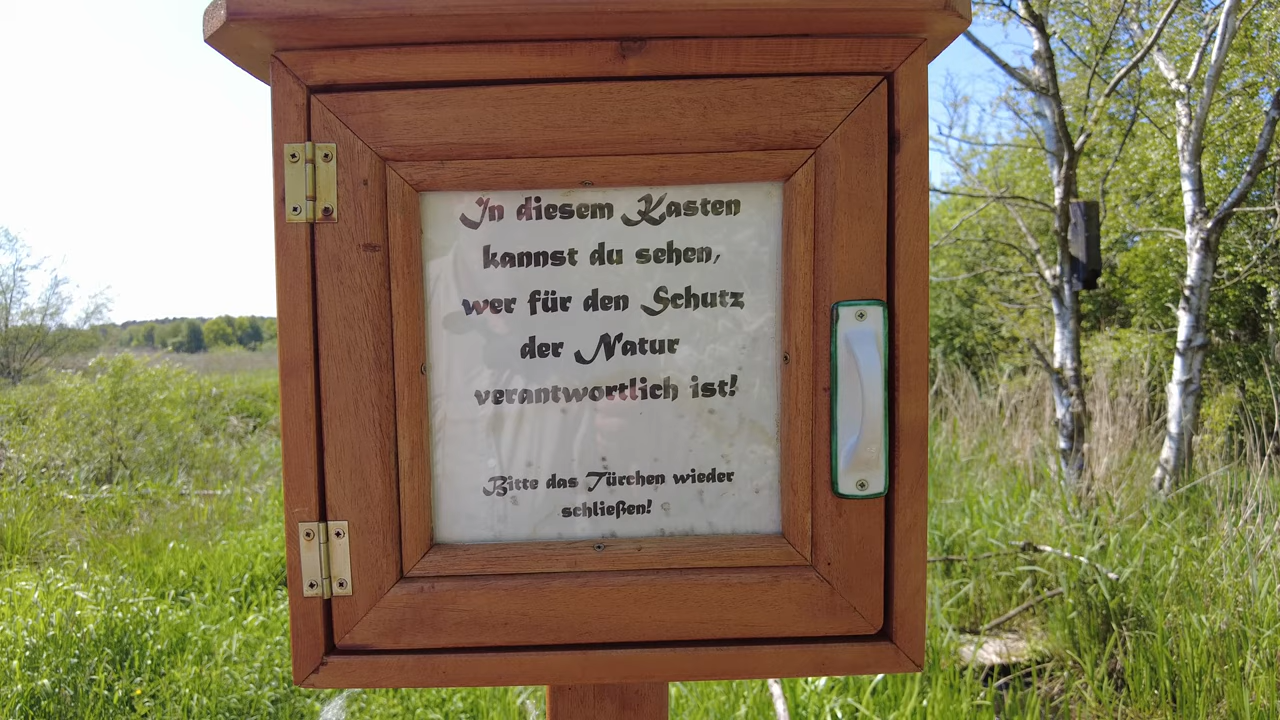 In diesem Kasten
kannst du sehen,
wer für den Schutz
der Natur
verantwortlich ist!
Bitte das Türchen wieder
schließen!